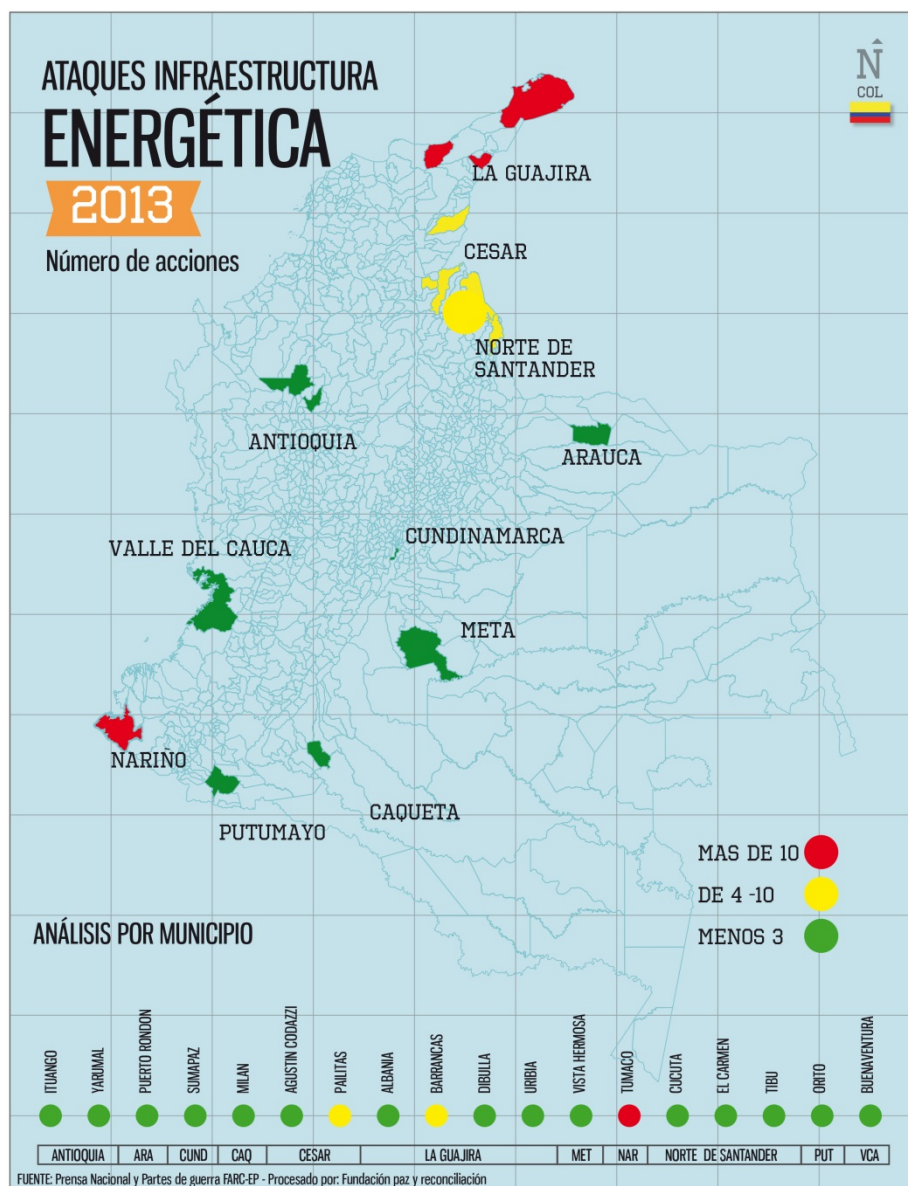 ATAQUES INFRAESTRUCTURA
ENERGÉTICA
2013
Número de acciones
N
COL
LA GUAJIRA
CESAR
NORTE DE
SANTANDER
ANTIOQUIA
ARAUCA
CUNDINAMARCA
VALLE DEL CAUCA
META
NARIÑO
CAQUETA
PUTUMAYO
MAS DE 10
DE 4 -10
MENOS 3
ANÁLISIS POR MUNICIPIO
ITUANGO
YARUMAL
PUERTO RONDON
SUMAPAZ
MILAN
AGUSTIN CODAZZI
PAILITAS
ALBANIA
BARRANCAS
DIBULLA
URIBIA
VISTA HERMOSA
TUMACO
CUCUTA
EL CARMEN
TIBU
ORITO
BUENAVENTURA
ANTIOQUIA ARA CUND CAQ CESAR LA GUAJIRA MET NAR NORTE DE SANTANDER PUT VCA
FUENTE: Prensa Nacional y Partes de guerra FARC-EP - Procesado por: Fundación paz y reconciliación